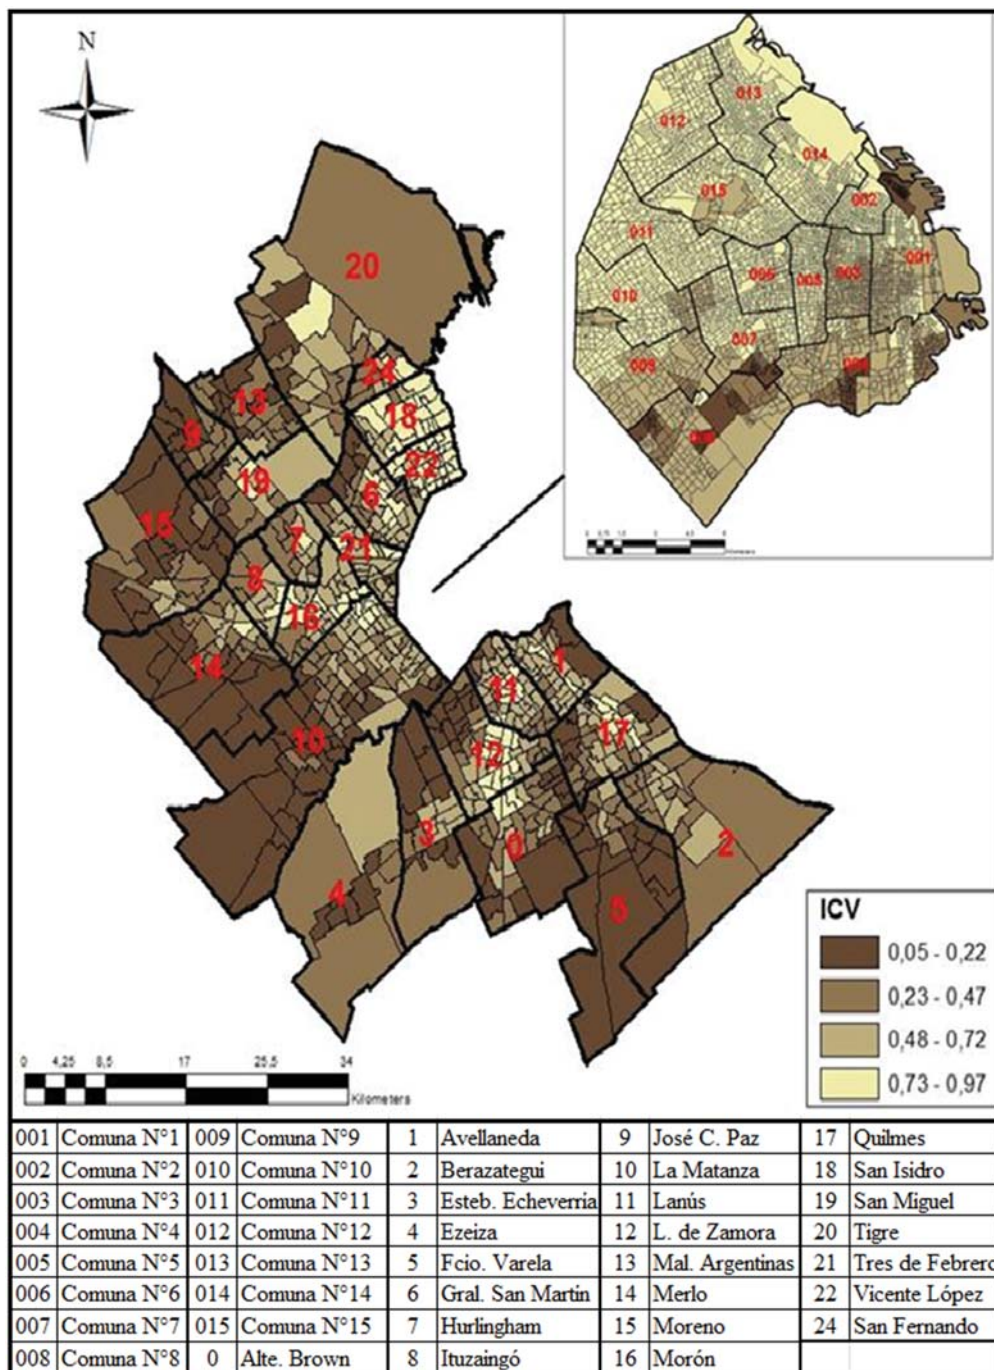 N
013
012
014
015
002
011
001
006
005
003
010
007
009
20
24
13
18
9
19
22
6
15
7
21
8
16
14
1
11
10
17
12
3
0
2
4
5
ICV
0,05 - 0,22
0,23 - 0,47
0,48 - 0,72
0,73 - 0,97
0 4,25 8,5 17 25,5 34
Kilometers
001 Comuna N°1 009 Comuna N°9 1 Avellaneda 9 José C. Paz 17 Quilmes
002 Comuna N°2 010 Comuna N°10 2 Berazategui 10 La Matanza 18 San Isidro
003 Comuna N°3 011 Comuna N°11 3 Esteb. Echeverría 11 Lanús 19 San Miguel
004 Comuna N°4 012 Comuna N°12 4 Ezeiza 12 L. de Zamora 20 Tigre
005 Comuna N°5 013 Comuna N°13 5 Fcio. Varela 13 Mal. Argentinas 21 Tres de Febrero
006 Comuna N°6 014 Comuna N°14 6 Gral. San Martin 14 Merlo 22 Vicente López
007 Comuna N°7 015 Comuna N°15 7 Hurlingham 15 Moreno 24 San Fernando
008 Comuna N°8 0 Alte. Brown 8 Ituzaingó 16 Morón